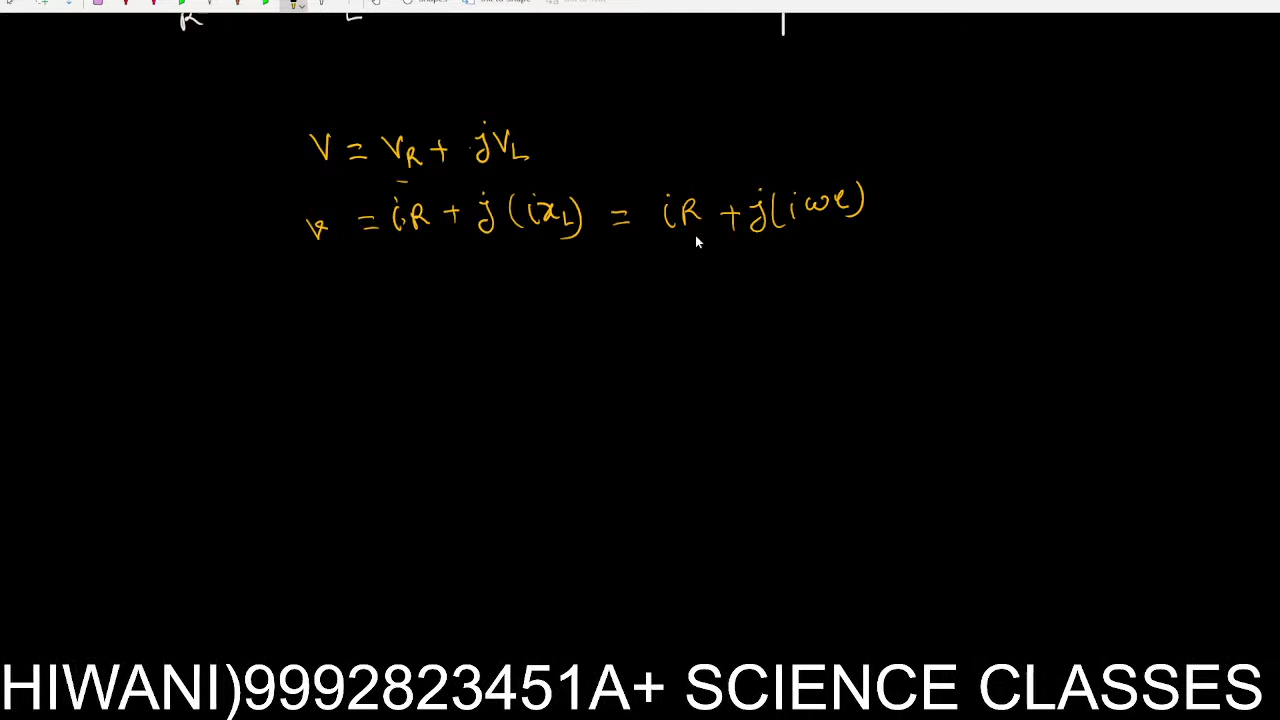 R L
V = V_R + jV_L
v = iR + j(ix_L) = iR + j(iωl)
HIWANI)9992823451A+ SCIENCE CLASSES